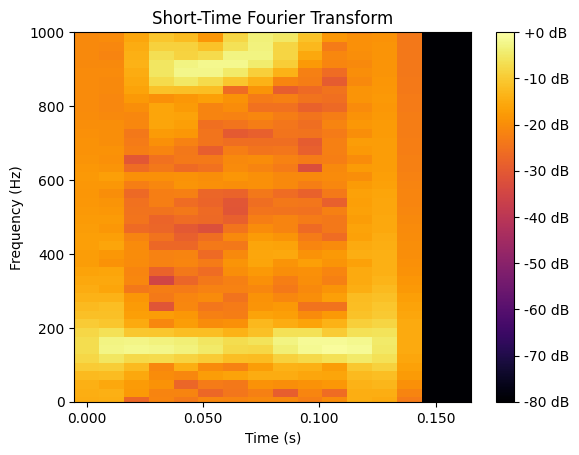 Short-Time Fourier Transform
1000
800
600
400
200
0
Frequency (Hz)
0.000
0.050
0.100
0.150
Time (s)
+0 dB
-10 dB
-20 dB
-30 dB
-40 dB
-50 dB
-60 dB
-70 dB
-80 dB